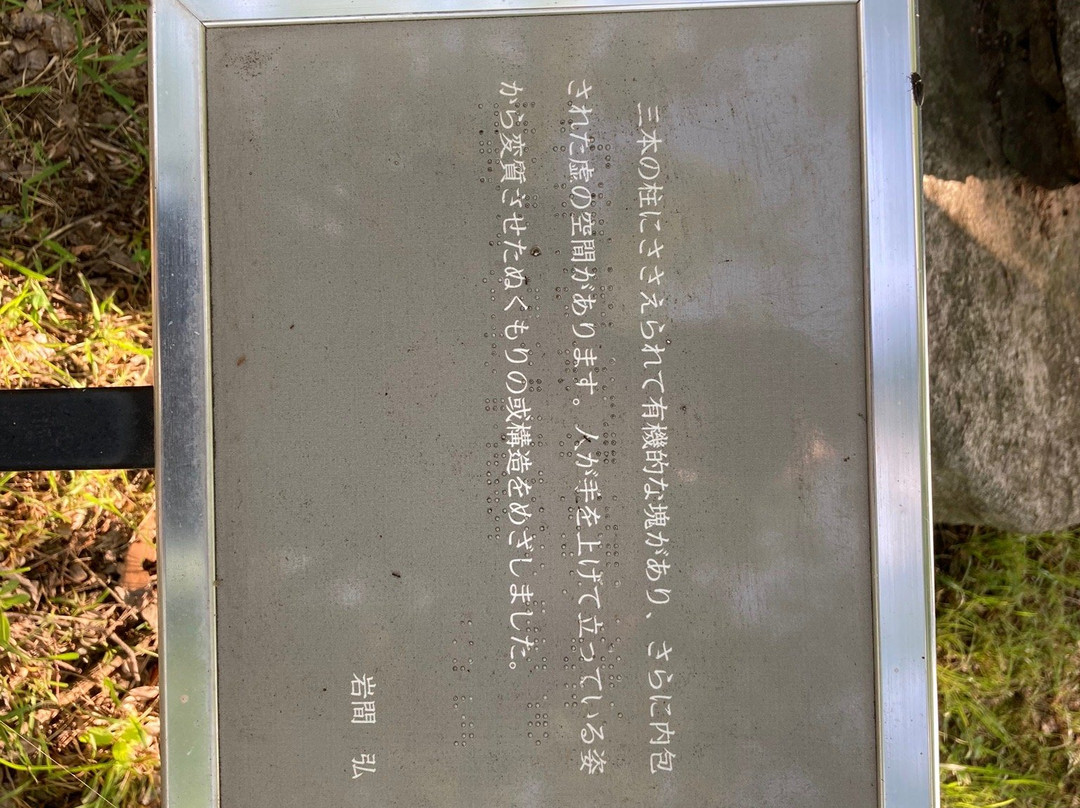 三本の柱にささえられて有機的な塊があり、さらに内包
された虚の空間があります。人が手を上げて立っている姿
から変質させたぬくもりの或構造をめざしました。
岩間 弘